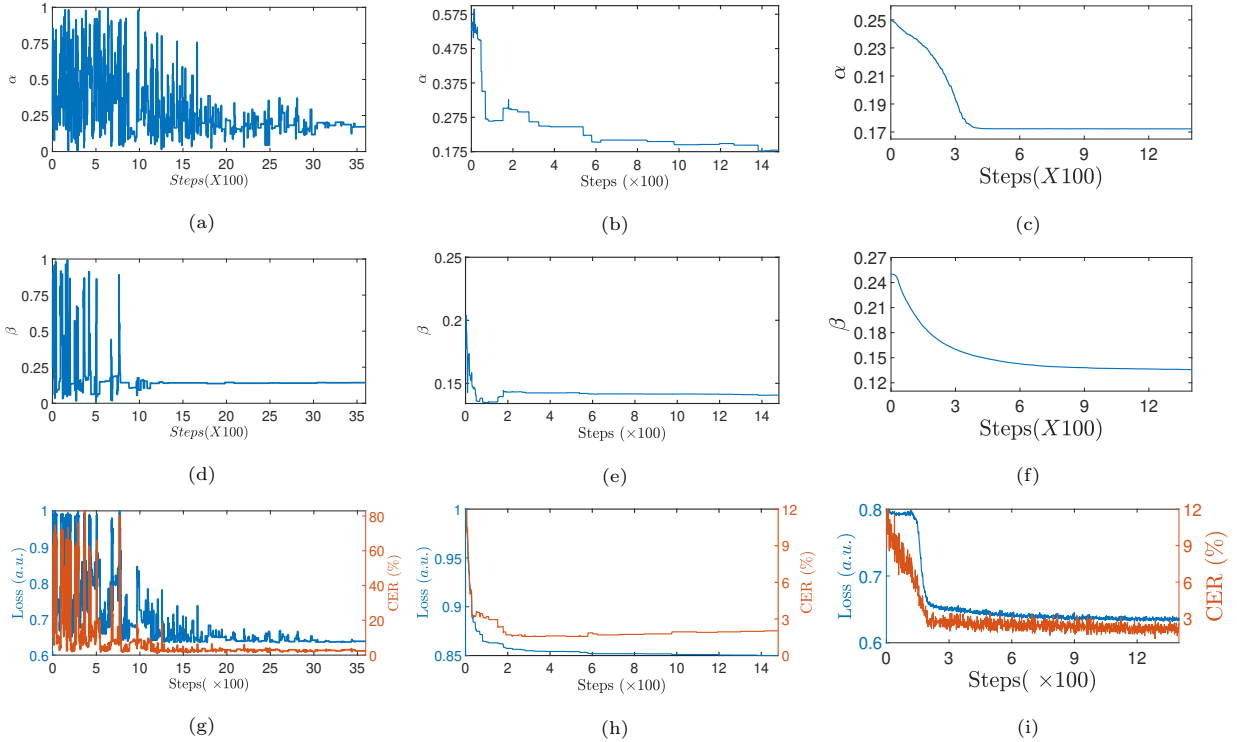 1
0.75
0.5
0.25
0
α
0 5 10 15 20 25 30 35
Steps(X100)
(a)
0.575
0.475
0.375
0.275
0.175
α
2 4 6 8 10 12 14
Steps (×100)
(b)
0.25
0.23
0.21
0.19
0.17
α
0 3 6 9 12
Steps(X100)
(c)
1
0.75
0.5
0.25
0
β
0 5 10 15 20 25 30 35
Steps(X100)
(d)
0.25
0.2
0.15
β
0 2 4 6 8 10 12 14
Steps (×100)
(e)
0.27
0.24
0.21
0.18
0.15
0.12
β
0 3 6 9 12
Steps(X100)
(f)
1
0.9
0.8
0.7
0.6
Loss (a.u.)
80
60
40
20
0
CER (%)
0 5 10 15 20 25 30 35
Steps( ×100)
(g)
1
0.95
0.9
0.85
Loss (a.u.)
12
9
6
3
0
CER (%)
0 2 4 6 8 10 12 14
Steps (×100)
(h)
0.8
0.7
0.6
Loss (a.u.)
12
9
6
3
CER (%)
0 3 6 9 12
Steps( ×100)
(i)